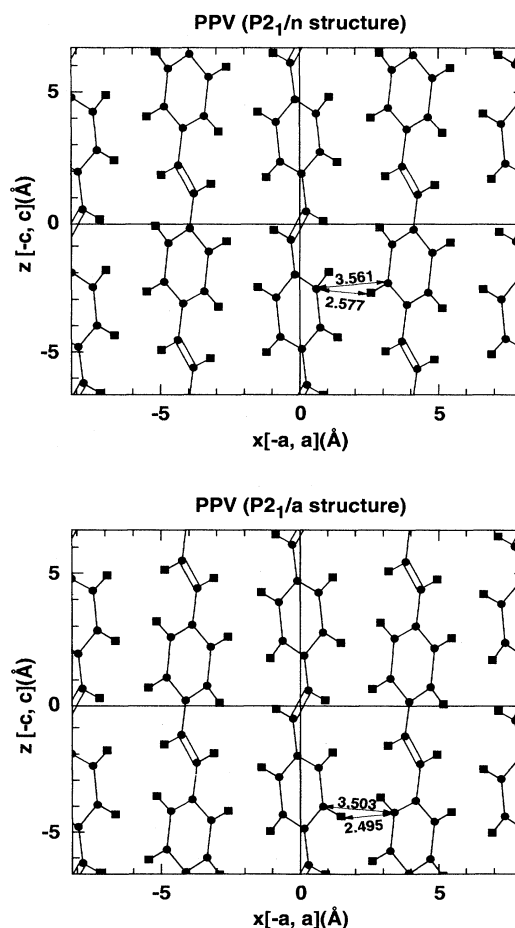 PPV (P2₁/n structure)
z [-c, c](Å)
5
0
-5
3.561
2.577
-5
0
5
x[-a, a](Å)
PPV (P2₁/a structure)
z [-c, c](Å)
5
0
-5
3.503
2.495
-5
0
5
x[-a, a](Å)